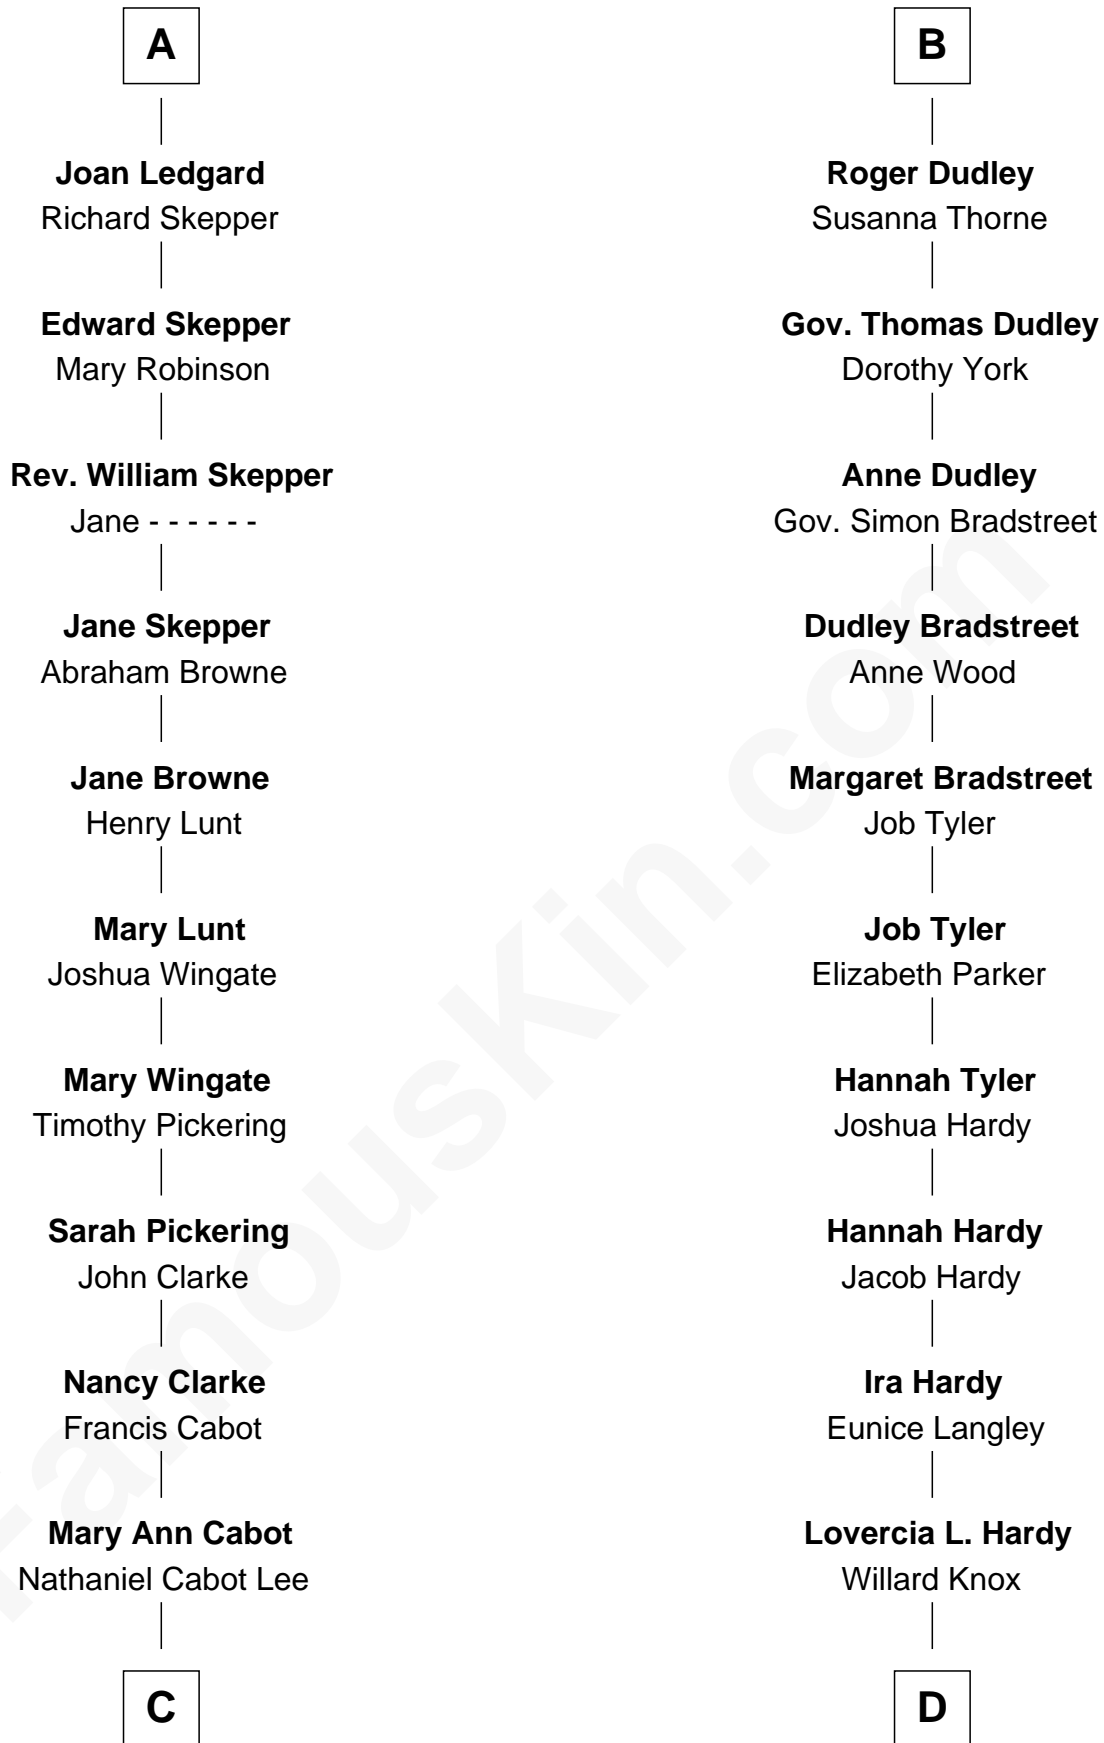 A
Joan Ledgard
Richard Skepper
Edward Skepper
Mary Robinson
Rev. William Skepper
Jane - - - - - -
Jane Skepper
Abraham Browne
Jane Browne
Henry Lunt
Mary Lunt
Joshua Wingate
Mary Wingate
Timothy Pickering
Sarah Pickering
John Clarke
Nancy Clarke
Francis Cabot
Mary Ann Cabot
Nathaniel Cabot Lee
C
B
Roger Dudley
Susanna Thorne
Gov. Thomas Dudley
Dorothy York
Anne Dudley
Gov. Simon Bradstreet
Dudley Bradstreet
Anne Wood
Margaret Bradstreet
Job Tyler
Job Tyler
Elizabeth Parker
Hannah Tyler
Joshua Hardy
Hannah Hardy
Jacob Hardy
Ira Hardy
Eunice Langley
Lovercia L. Hardy
Willard Knox
D
FamousKin.com